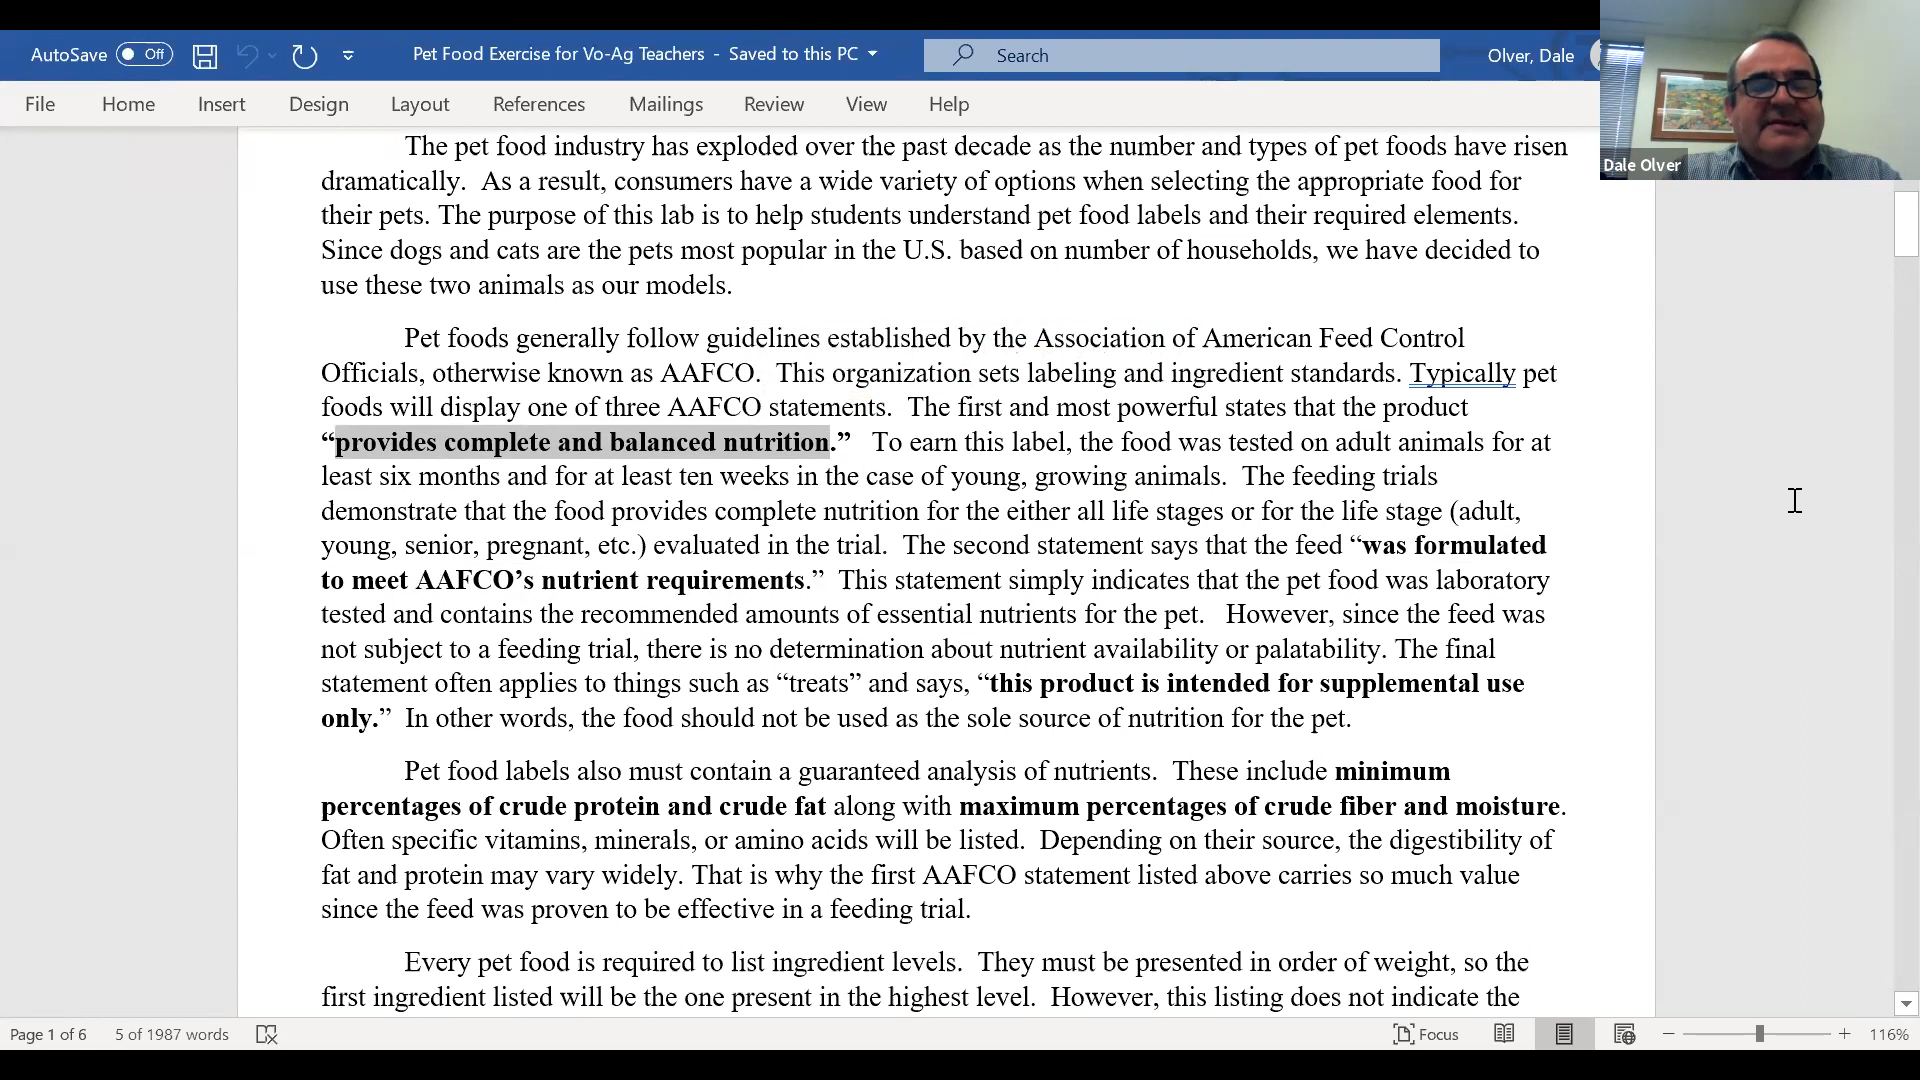 AutoSave Off
Pet Food Exercise for Vo-Ag Teachers - Saved to this PC
Search
Olver, Dale
File Home Insert Design Layout References Mailings Review View Help
Dale Olver
The pet food industry has exploded over the past decade as the number and types of pet foods have risen
dramatically. As a result, consumers have a wide variety of options when selecting the appropriate food for
their pets. The purpose of this lab is to help students understand pet food labels and their required elements.
Since dogs and cats are the pets most popular in the U.S. based on number of households, we have decided to
use these two animals as our models.
Pet foods generally follow guidelines established by the Association of American Feed Control
Officials, otherwise known as AAFCO. This organization sets labeling and ingredient standards. Typically pet
foods will display one of three AAFCO statements. The first and most powerful states that the product
“provides complete and balanced nutrition.” To earn this label, the food was tested on adult animals for at
least six months and for at least ten weeks in the case of young, growing animals. The feeding trials
demonstrate that the food provides complete nutrition for the either all life stages or for the life stage (adult,
young, senior, pregnant, etc.) evaluated in the trial. The second statement says that the feed “was formulated
to meet AAFCO’s nutrient requirements.” This statement simply indicates that the pet food was laboratory
tested and contains the recommended amounts of essential nutrients for the pet. However, since the feed was
not subject to a feeding trial, there is no determination about nutrient availability or palatability. The final
statement often applies to things such as “treats” and says, “this product is intended for supplemental use
only.” In other words, the food should not be used as the sole source of nutrition for the pet.
Pet food labels also must contain a guaranteed analysis of nutrients. These include minimum
percentages of crude protein and crude fat along with maximum percentages of crude fiber and moisture.
Often specific vitamins, minerals, or amino acids will be listed. Depending on their source, the digestibility of
fat and protein may vary widely. That is why the first AAFCO statement listed above carries so much value
since the feed was proven to be effective in a feeding trial.
Every pet food is required to list ingredient levels. They must be presented in order of weight, so the
first ingredient listed will be the one present in the highest level. However, this listing does not indicate the
Page 1 of 6 5 of 1987 words
Focus
116%